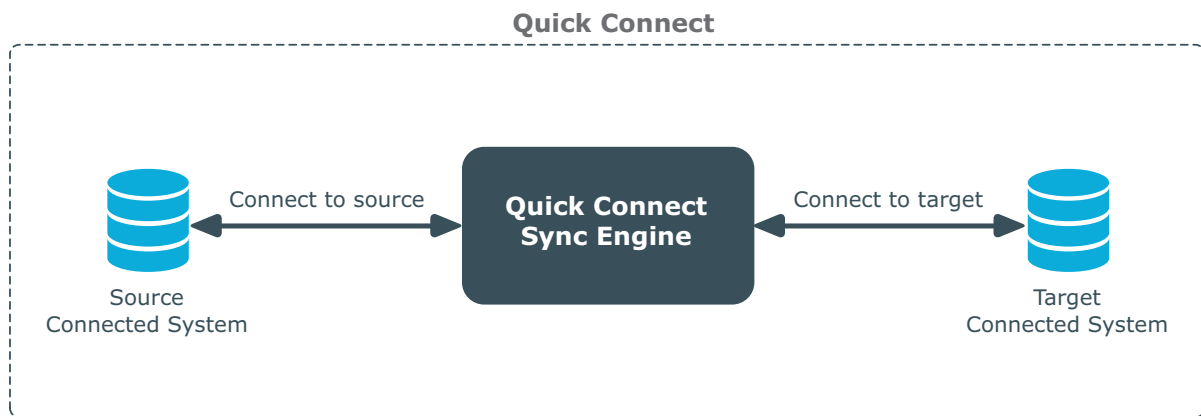 Quick Connect
Connect to source
Quick Connect
Sync Engine
Connect to target
Source
Connected System
Target
Connected System